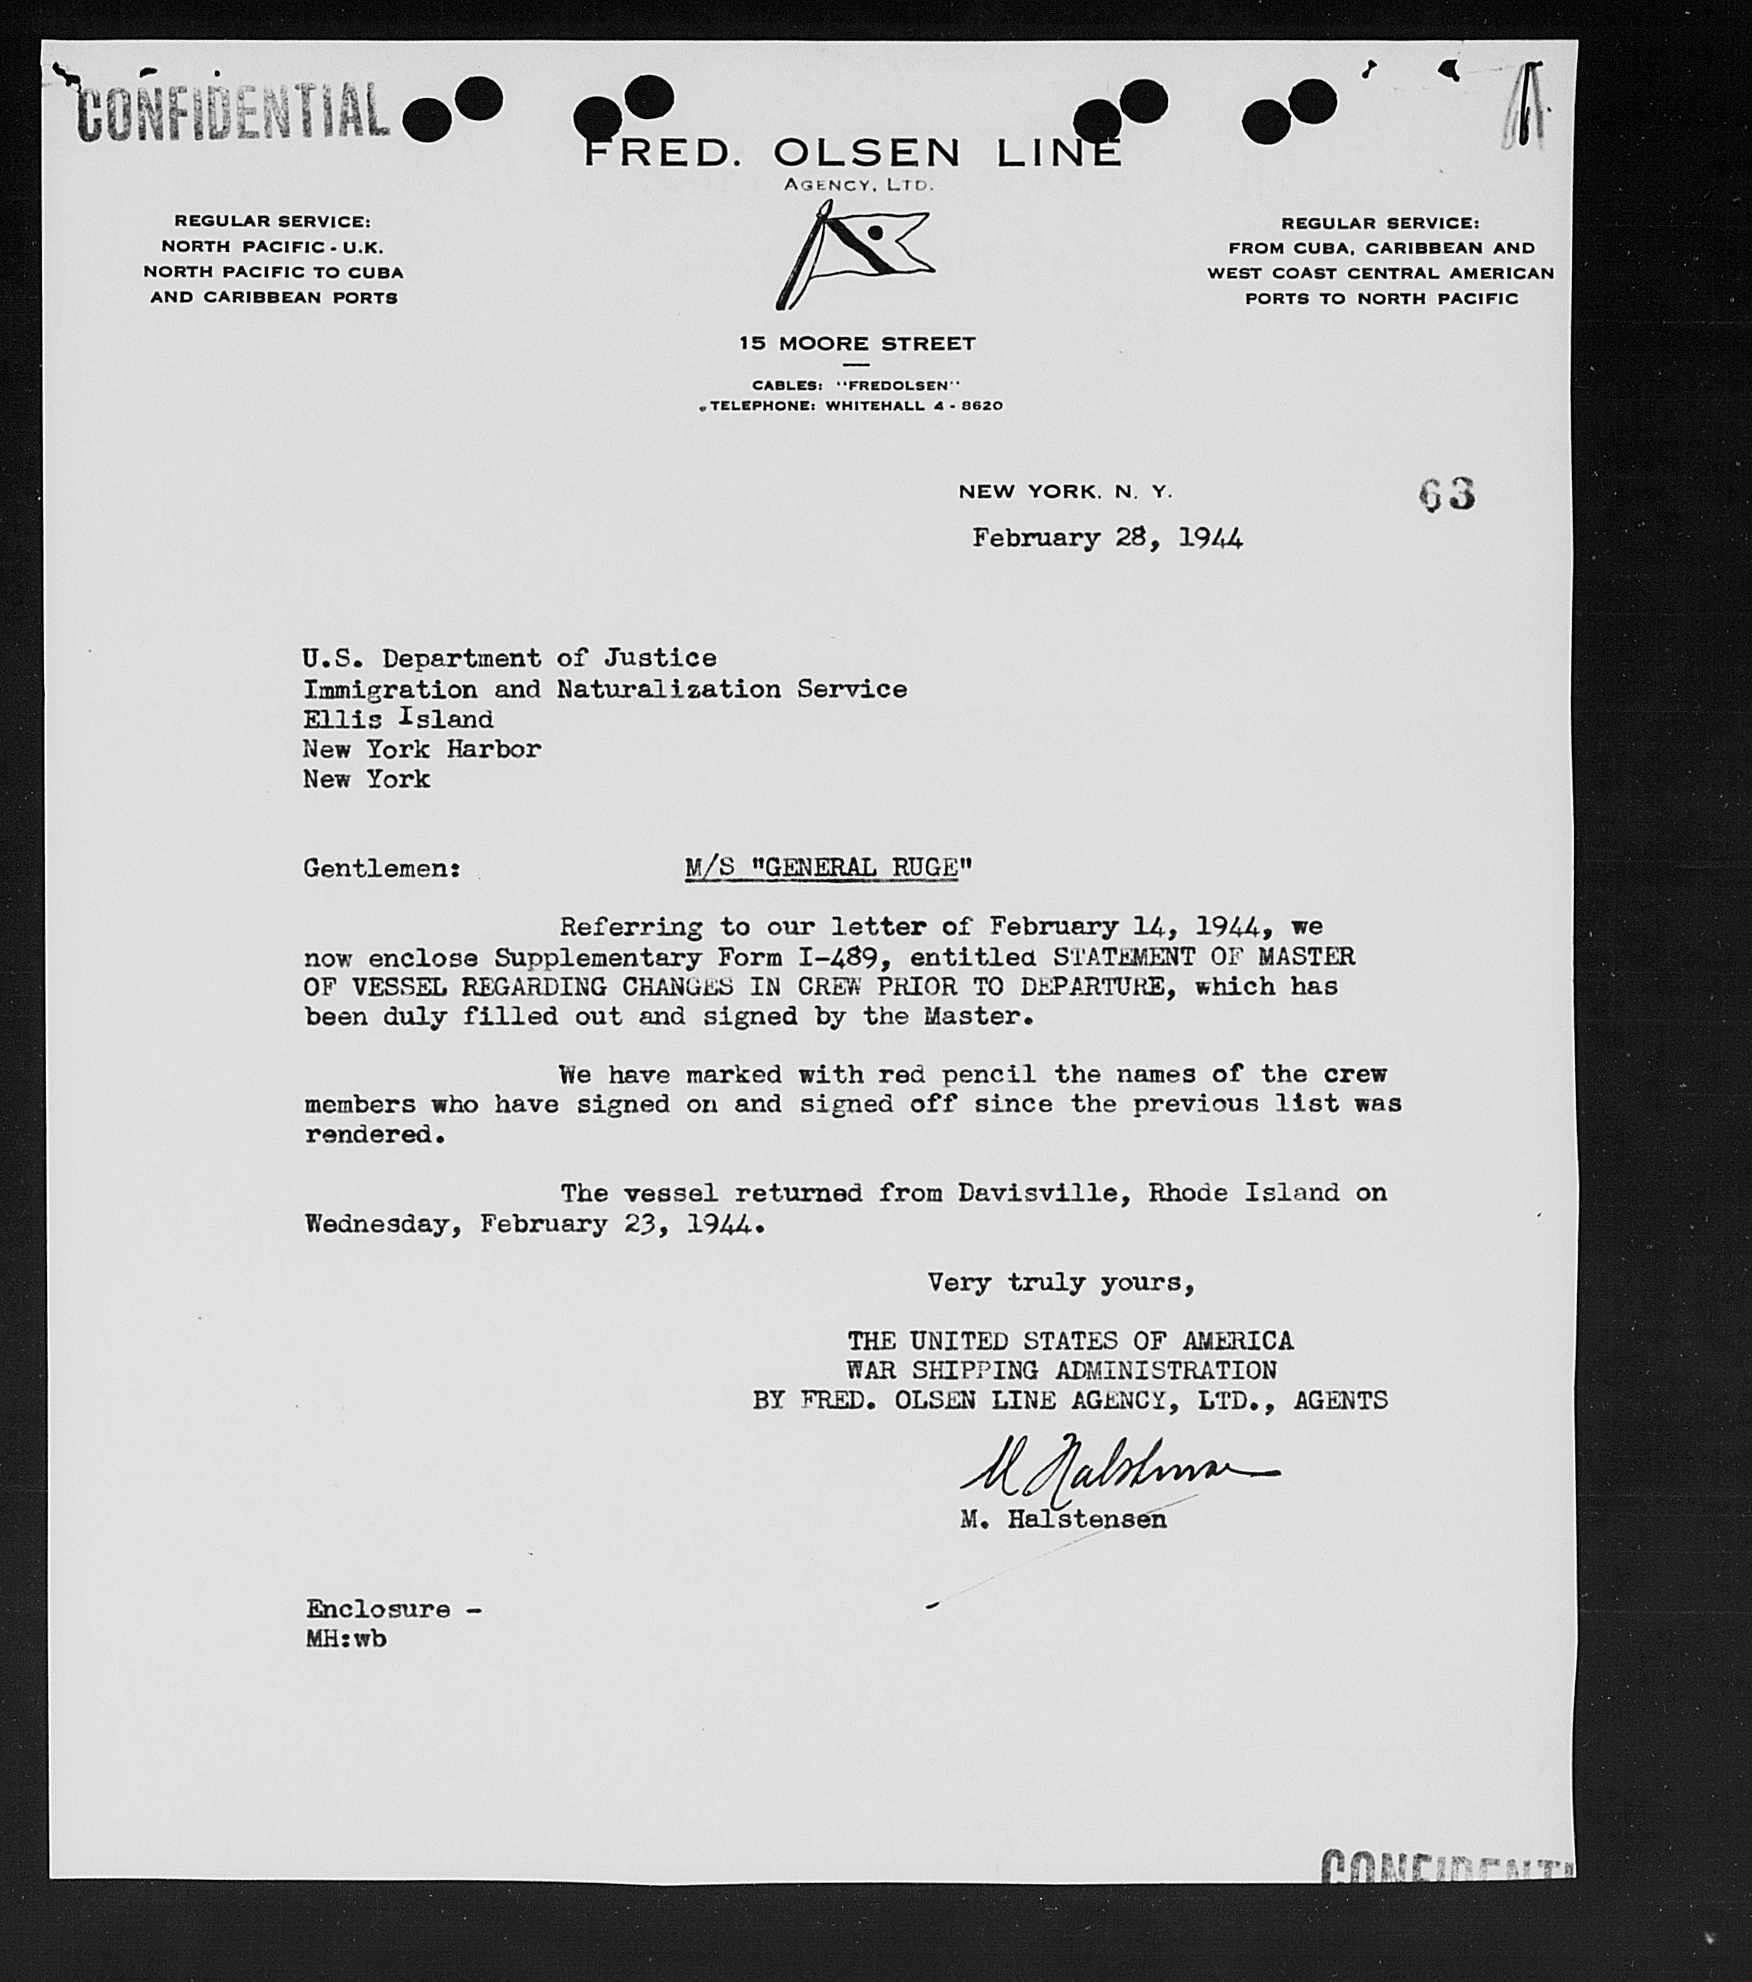 CONFIDENTIAL
FRED. OLSEN LINE
AGENCY, LTD.
REGULAR SERVICE:
NORTH PACIFIC - U.K.
NORTH PACIFIC TO CUBA
AND CARIBBEAN PORTS
REGULAR SERVICE:
FROM CUBA, CARIBBEAN AND
WEST COAST CENTRAL AMERICAN
PORTS TO NORTH PACIFIC
15 MOORE STREET
CABLES: "FREDOLSEN"
TELEPHONE: WHITEHALL 4 - 8620
NEW YORK, N. Y.
63
February 28, 1944
U.S. Department of Justice
Immigration and Naturalization Service
Ellis Island
New York Harbor
New York
Gentlemen: M/S "GENERAL RUGE"
Referring to our letter of February 14, 1944, we
now enclose Supplementary Form I-489, entitled STATEMENT OF MASTER
OF VESSEL REGARDING CHANGES IN CREW PRIOR TO DEPARTURE, which has
been duly filled out and signed by the Master.
We have marked with red pencil the names of the crew
members who have signed on and signed off since the previous list was
rendered.
The vessel returned from Davisville, Rhode Island on
Wednesday, February 23, 1944.
Very truly yours,
THE UNITED STATES OF AMERICA
WAR SHIPPING ADMINISTRATION
BY FRED. OLSEN LINE AGENCY, LTD., AGENTS
M Halstensen
M. Halstensen
Enclosure -
MH:wb
CONFIDENTI